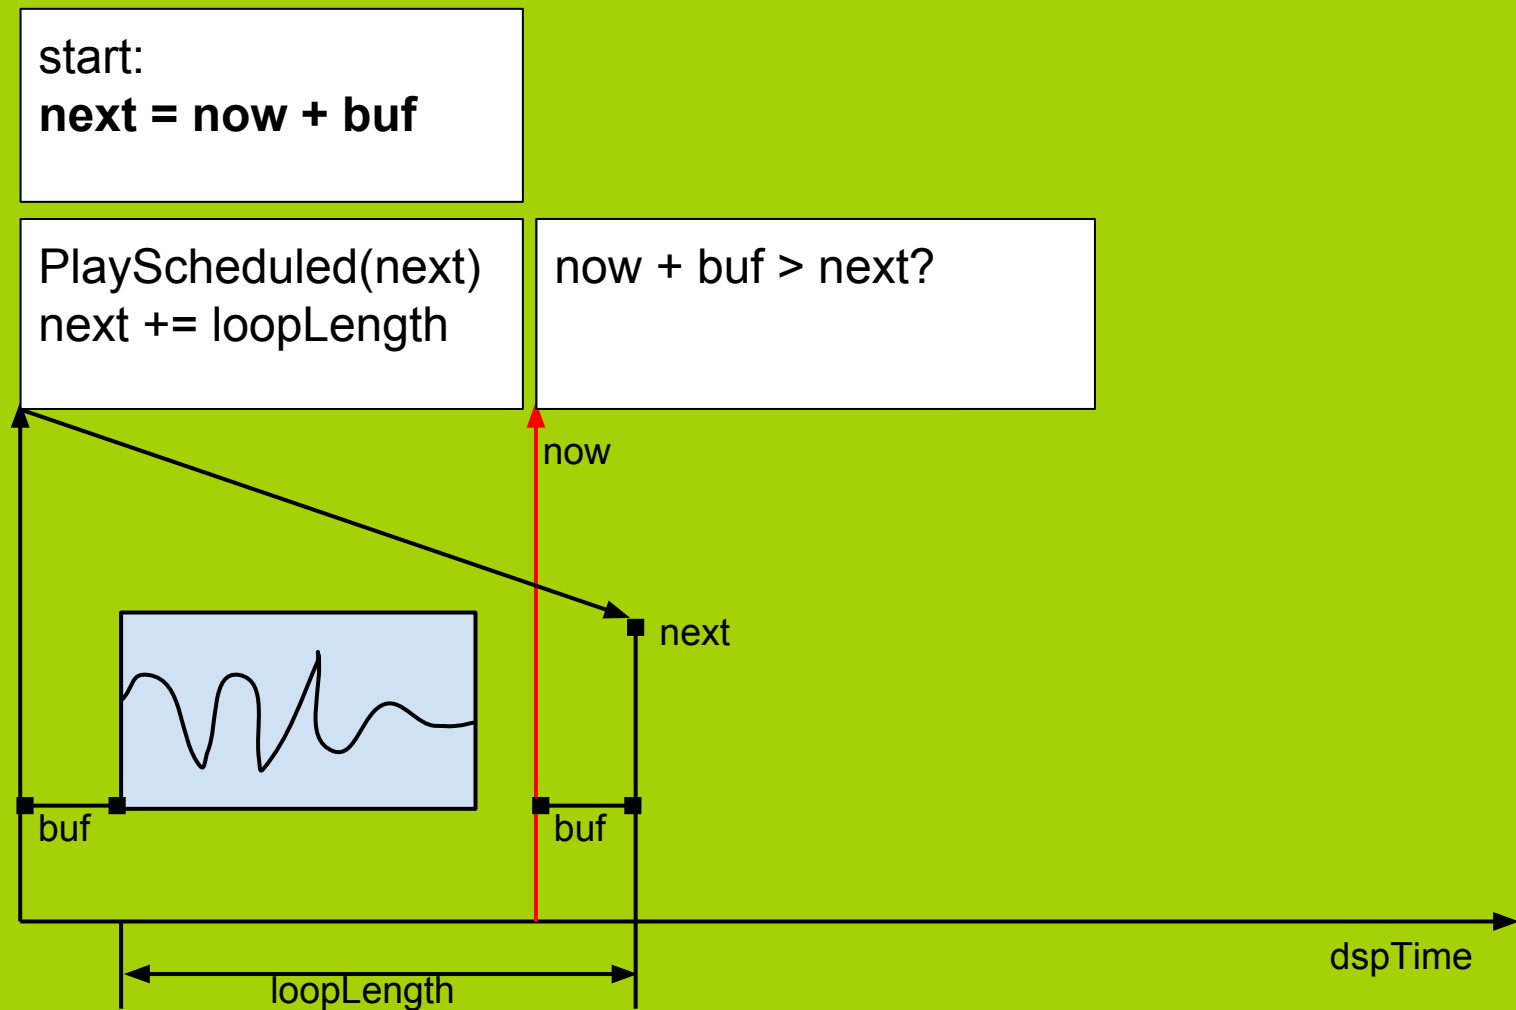 start:
next = now + buf
PlayScheduled(next)
next += loopLength
now + buf > next?
now
next
buf
buf
dspTime
loopLength